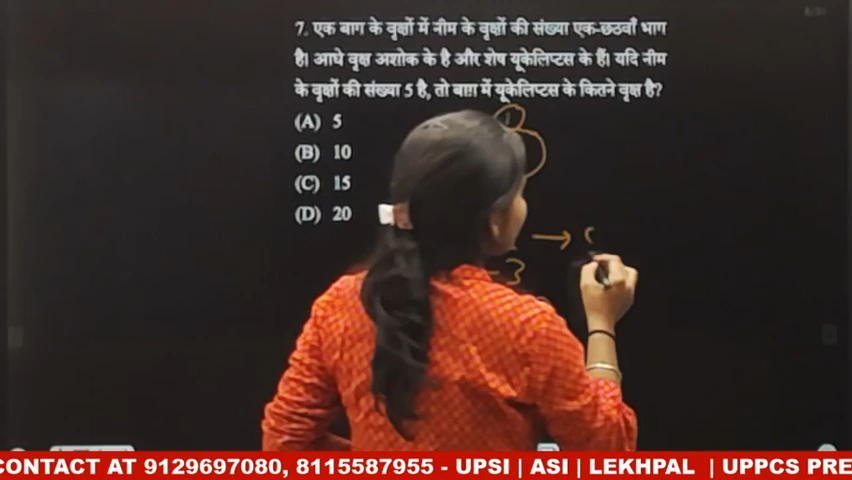 7. एक बाग के वृक्षों में नीम के वृक्षों की संख्या एक-छठवाँ भाग
है। आधे वृक्ष अशोक के है और शेष यूकेलिप्टस के हैं। यदि नीम
के वृक्षों की संख्या 5 है, तो बाग़ में यूकेलिप्टस के कितने वृक्ष है?
(A) 5
(B) 10
(C) 15
(D) 20
→
3
CONTACT AT 9129697080, 8115587955 - UPSI | ASI | LEKHPAL | UPPCS PRE